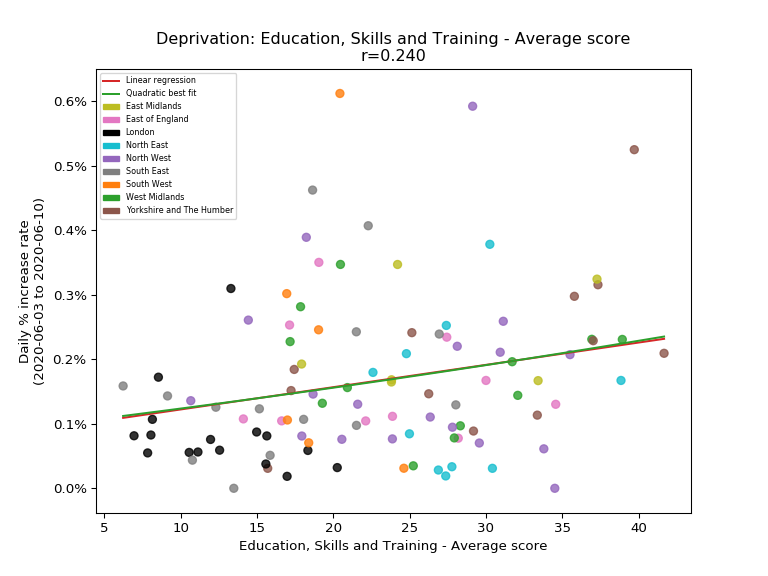 Deprivation: Education, Skills and Training - Average score
r=0.240
Linear regression
Quadratic best fit
East Midlands
East of England
London
North East
North West
South East
South West
West Midlands
Yorkshire and The Humber
0.6%
0.5%
0.4%
0.3%
0.2%
0.1%
0.0%
Daily % increase rate
(2020-06-03 to 2020-06-10)
5 10 15 20 25 30 35 40
Education, Skills and Training - Average score